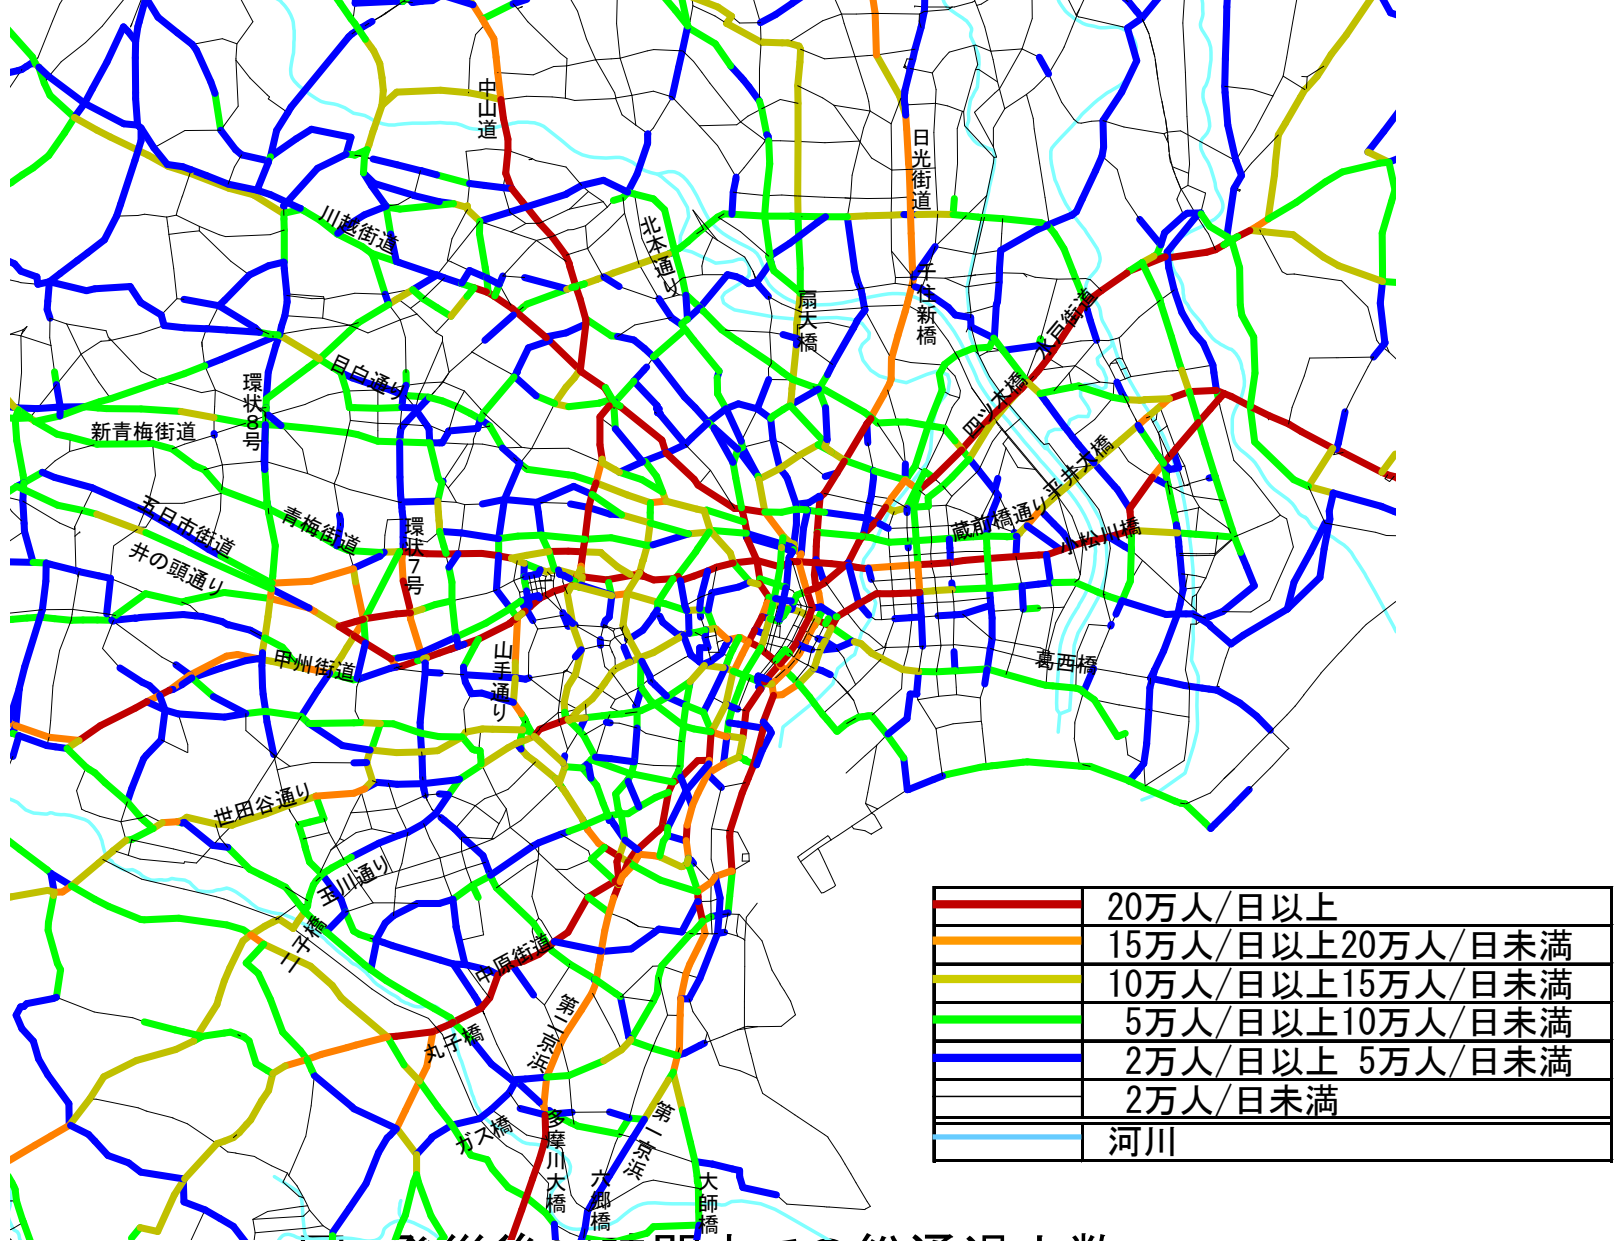 中山道
日光街道
川越街道
北本通り
千住新橋
扇大橋
水戸街道
目白通り
環状8号
四ツ木橋
新青梅街道
平井大橋
五日市街道
青梅街道
環状7号
蔵前橋通り
小松川橋
井の頭通り
甲州街道
山手通り
葛西橋
世田谷通り
玉川通り
二子橋
中原街道
第二京浜
丸子橋
ガス橋
多摩川大橋
六郷橋
第一京浜
大師橋
20万人/日以上
15万人/日以上20万人/日未満
10万人/日以上15万人/日未満
5万人/日以上10万人/日未満
2万人/日以上 5万人/日未満
2万人/日未満
河川